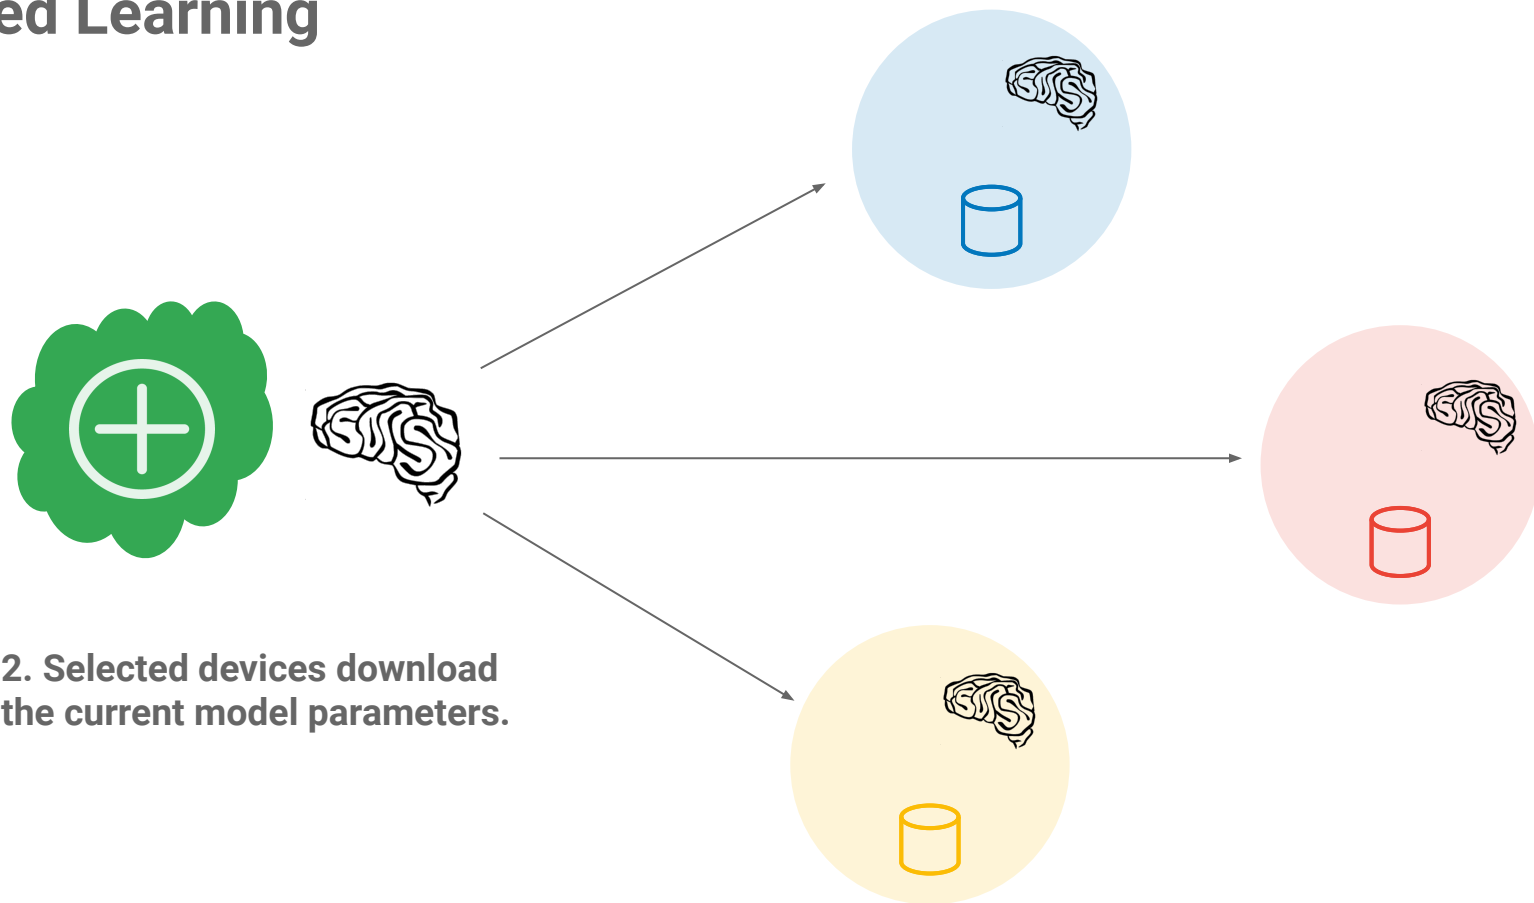 ed Learning
2. Selected devices download
the current model parameters.